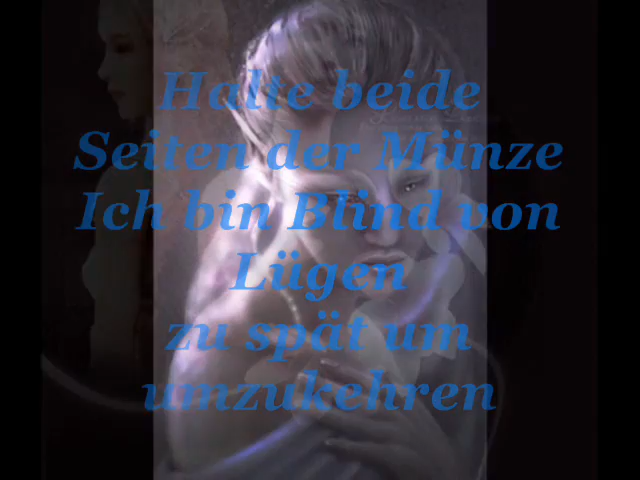 Halte beide
Seiten der Münze
Ich bin Blind von
Lügen
zu spät um
umzukehren